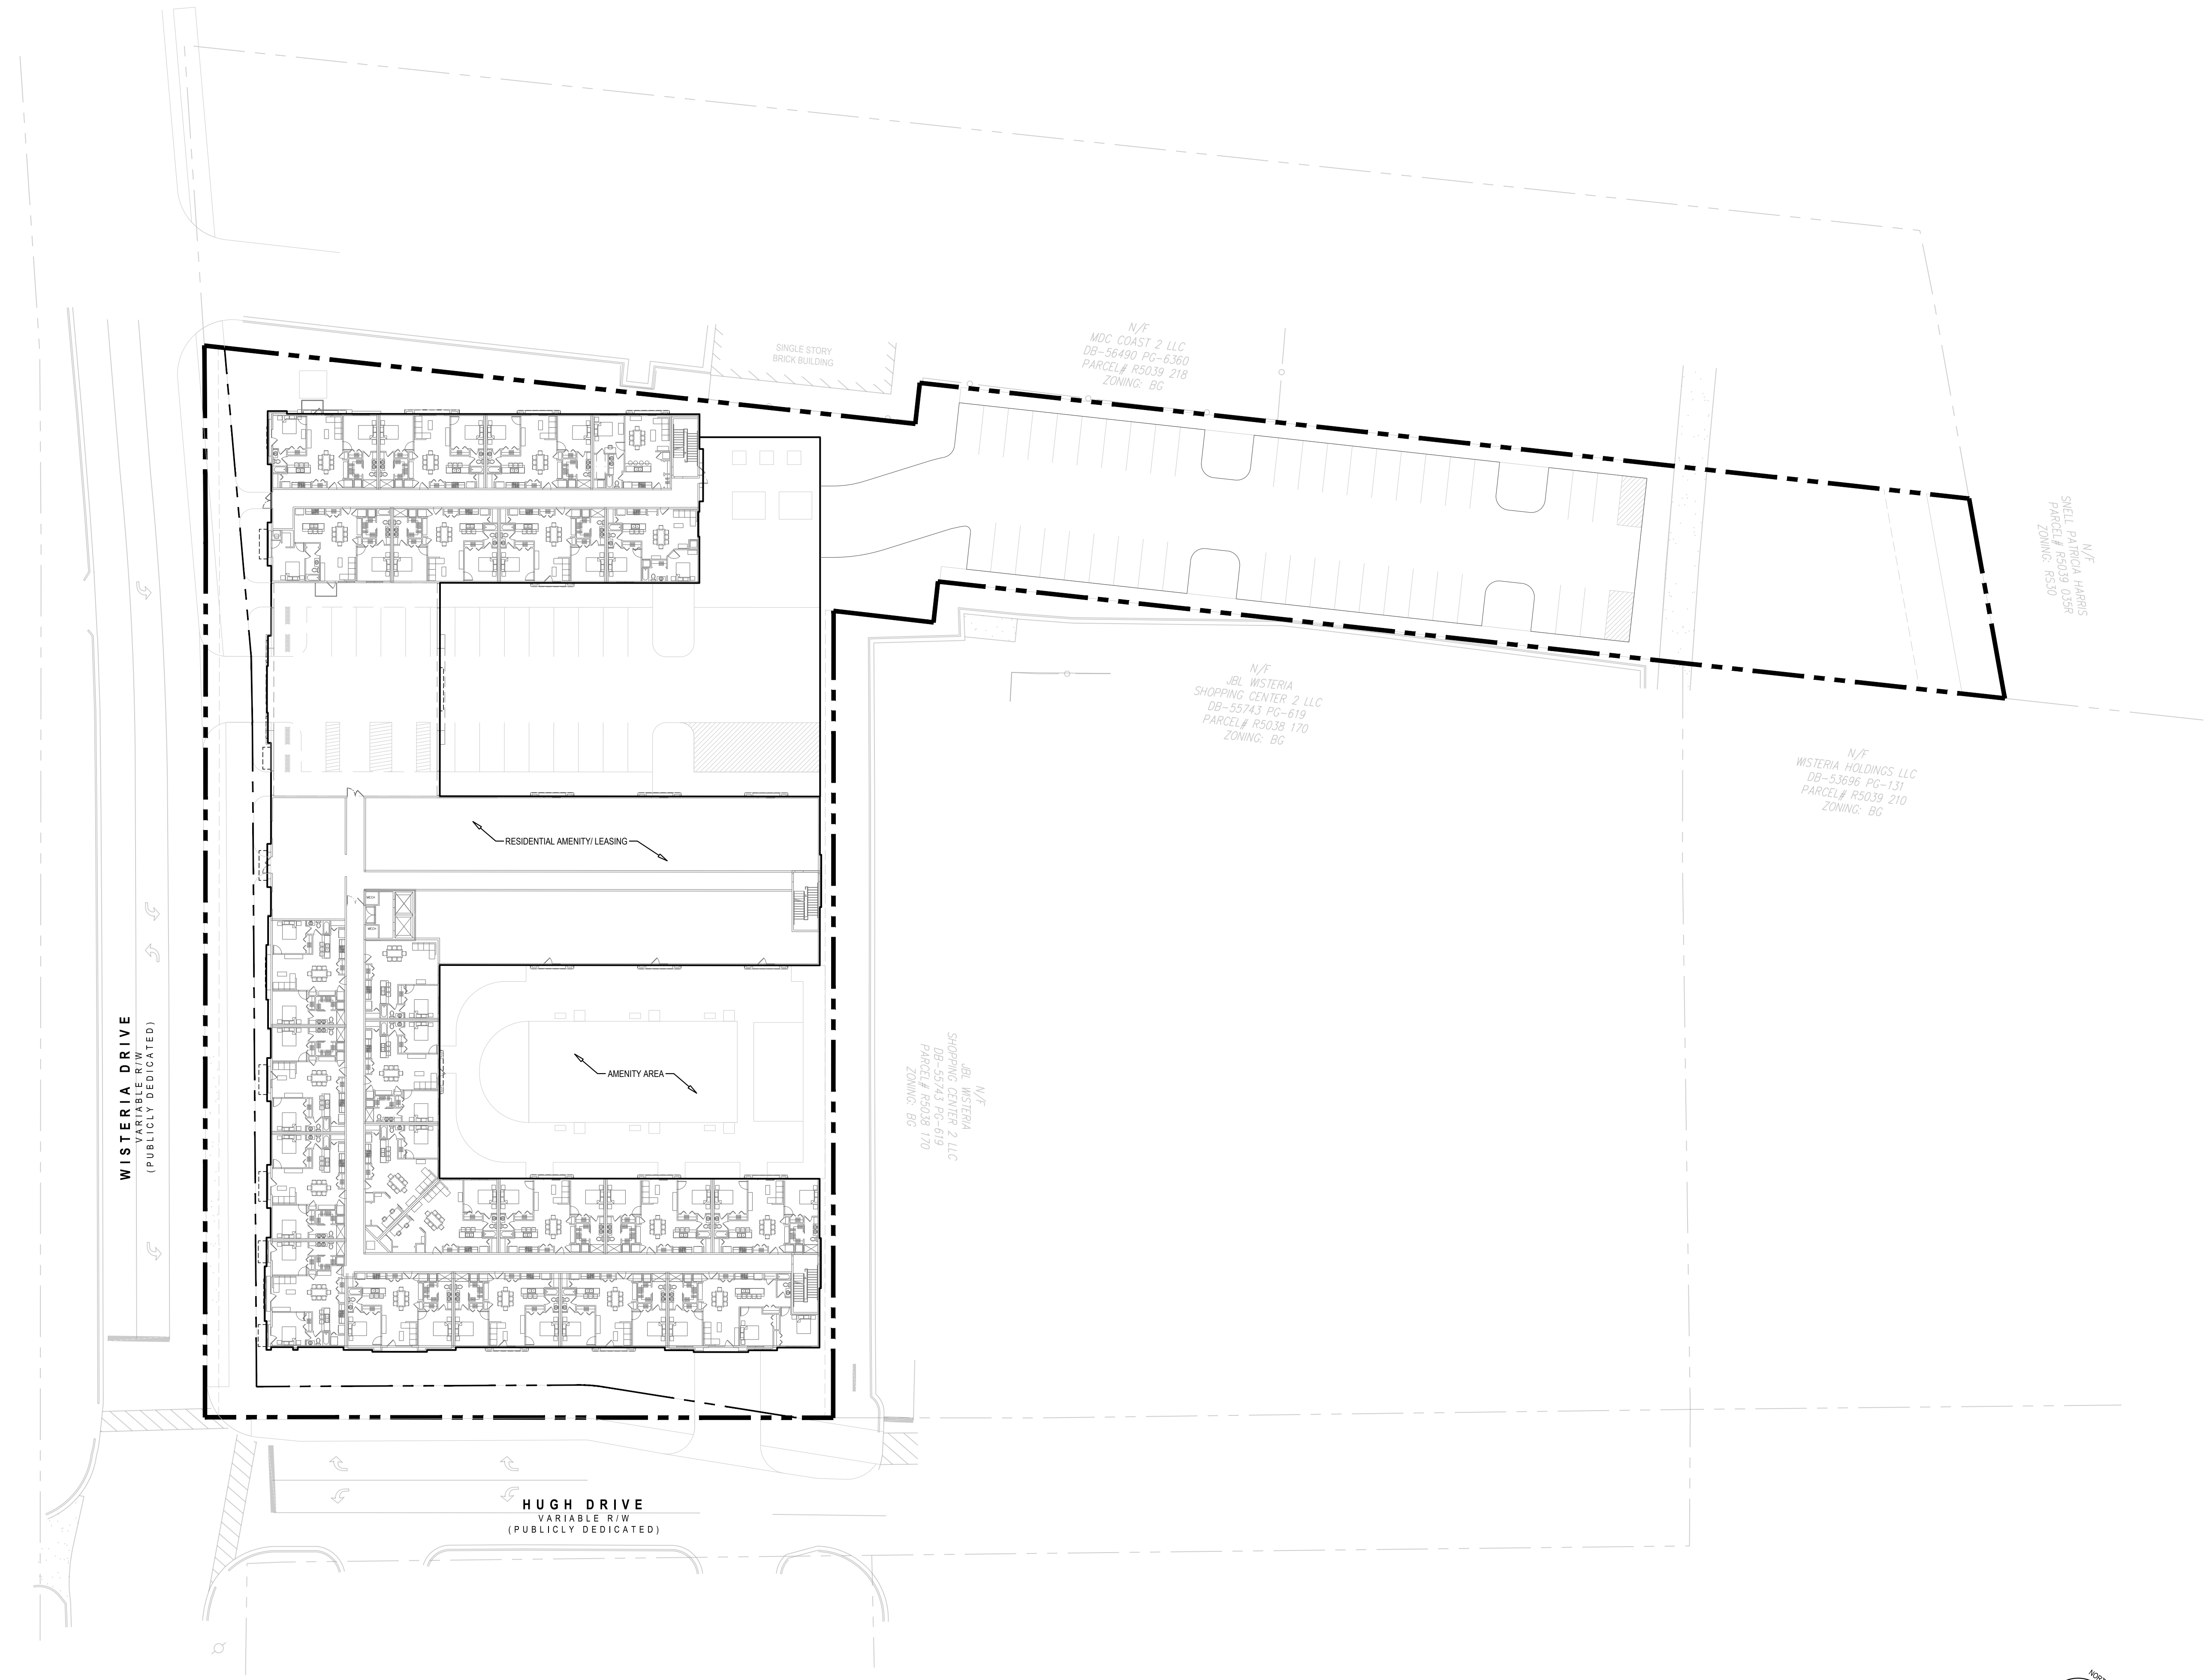 SINGLE STORY
BRICK BUILDING
N/F
MDC COAST 2 LLC
DB-56490 PG-6360
PARCEL# R5039 218
ZONING: BG
N/F
SNELL PATRICIA HARRIS
PARCEL# R5039 035R
ZONING: RS30
N/F
JBL WISTERIA
SHOPPING CENTER 2 LLC
DB-55743 PG-619
PARCEL# R5038 170
ZONING: BG
N/F
WISTERIA HOLDINGS LLC
DB-53696 PG-131
PARCEL# R5039 210
ZONING: BG
RESIDENTIAL AMENITY/ LEASING
MECH
MECH
AMENITY AREA
WISTERIA DRIVE
VARIABLE R/W
(PUBLICLY DEDICATED)
N/F
JBL WISTERIA
SHOPPING CENTER 2 LLC
DB-55743 PG-619
PARCEL# R5038 170
ZONING: BG
HUGH DRIVE
VARIABLE R/W
(PUBLICLY DEDICATED)